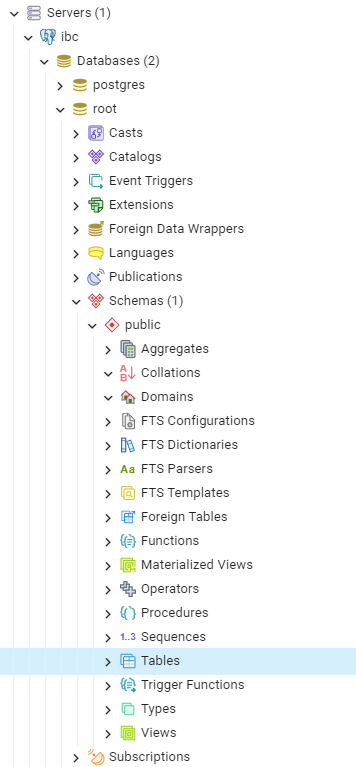 Servers (1)
ibc
Databases (2)
postgres
root
Casts
Catalogs
Event Triggers
Extensions
Foreign Data Wrappers
Languages
Publications
Schemas (1)
public
Aggregates
Collations
Domains
FTS Configurations
FTS Dictionaries
Aa FTS Parsers
FTS Templates
Foreign Tables
Functions
Materialized Views
Operators
Procedures
1..3 Sequences
Tables
Trigger Functions
Types
Views
Subscriptions